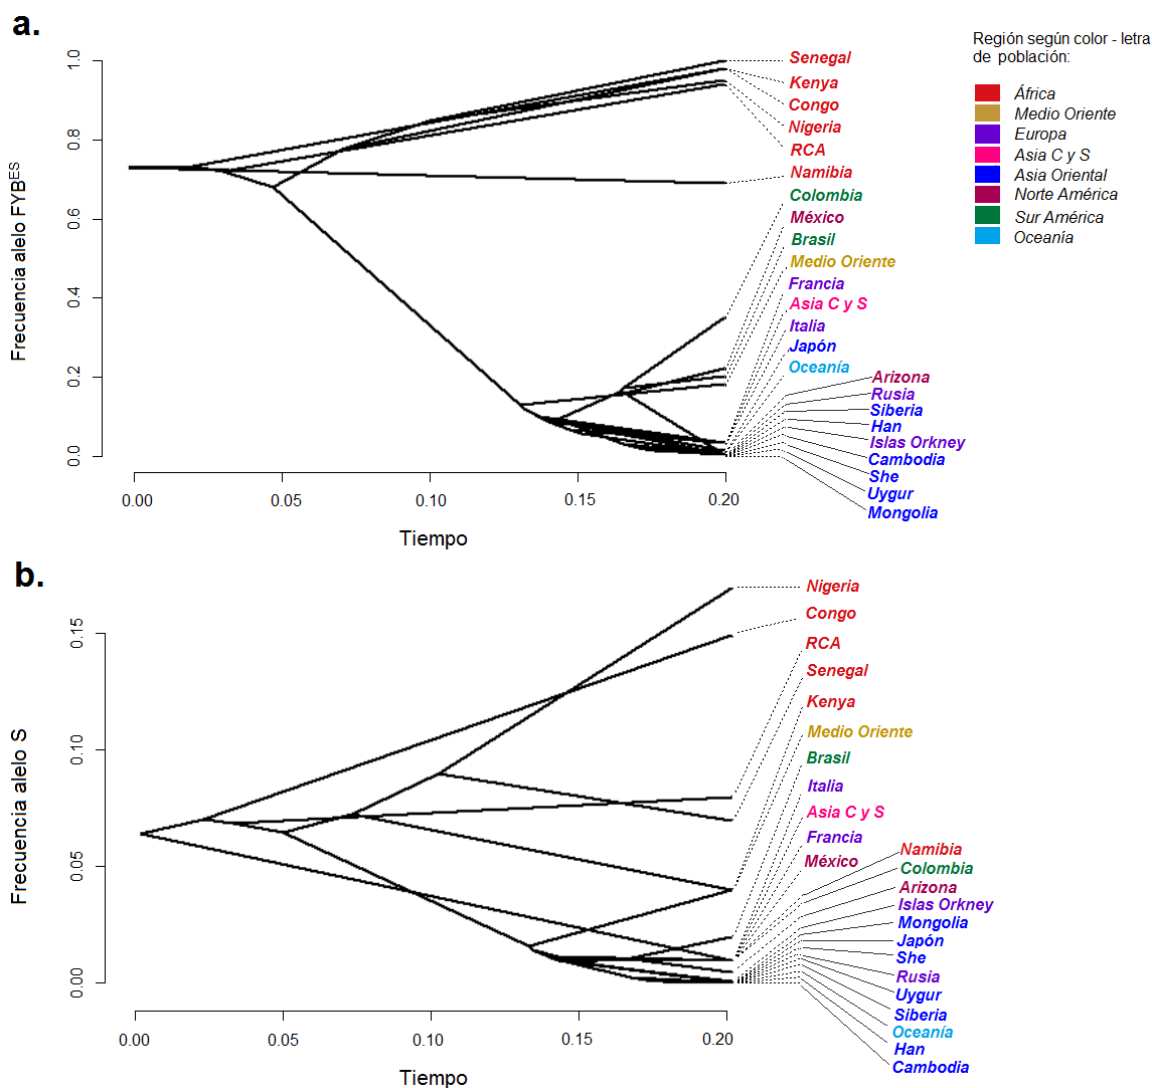 a.
Región según color - letra
de población:
África
Medio Oriente
Europa
Asia C y S
Asia Oriental
Norte América
Sur América
Oceanía
Frecuencia alelo FYB^ES
1.0
0.8
0.6
0.4
0.2
0.0
Senegal
Kenya
Congo
Nigeria
RCA
Namibia
Colombia
México
Brasil
Medio Oriente
Francia
Asia C y S
Italia
Japón
Oceanía
Arizona
Rusia
Siberia
Han
Islas Orkney
Cambodia
She
Uygur
Mongolia
0.00 0.05 0.10 0.15 0.20
Tiempo
b.
Frecuencia alelo S
0.15
0.10
0.05
0.00
Nigeria
Congo
RCA
Senegal
Kenya
Medio Oriente
Brasil
Italia
Asia C y S
Francia
México
Namibia
Colombia
Arizona
Islas Orkney
Mongolia
Japón
She
Rusia
Uygur
Siberia
Oceanía
Han
Cambodia
0.00 0.05 0.10 0.15 0.20
Tiempo